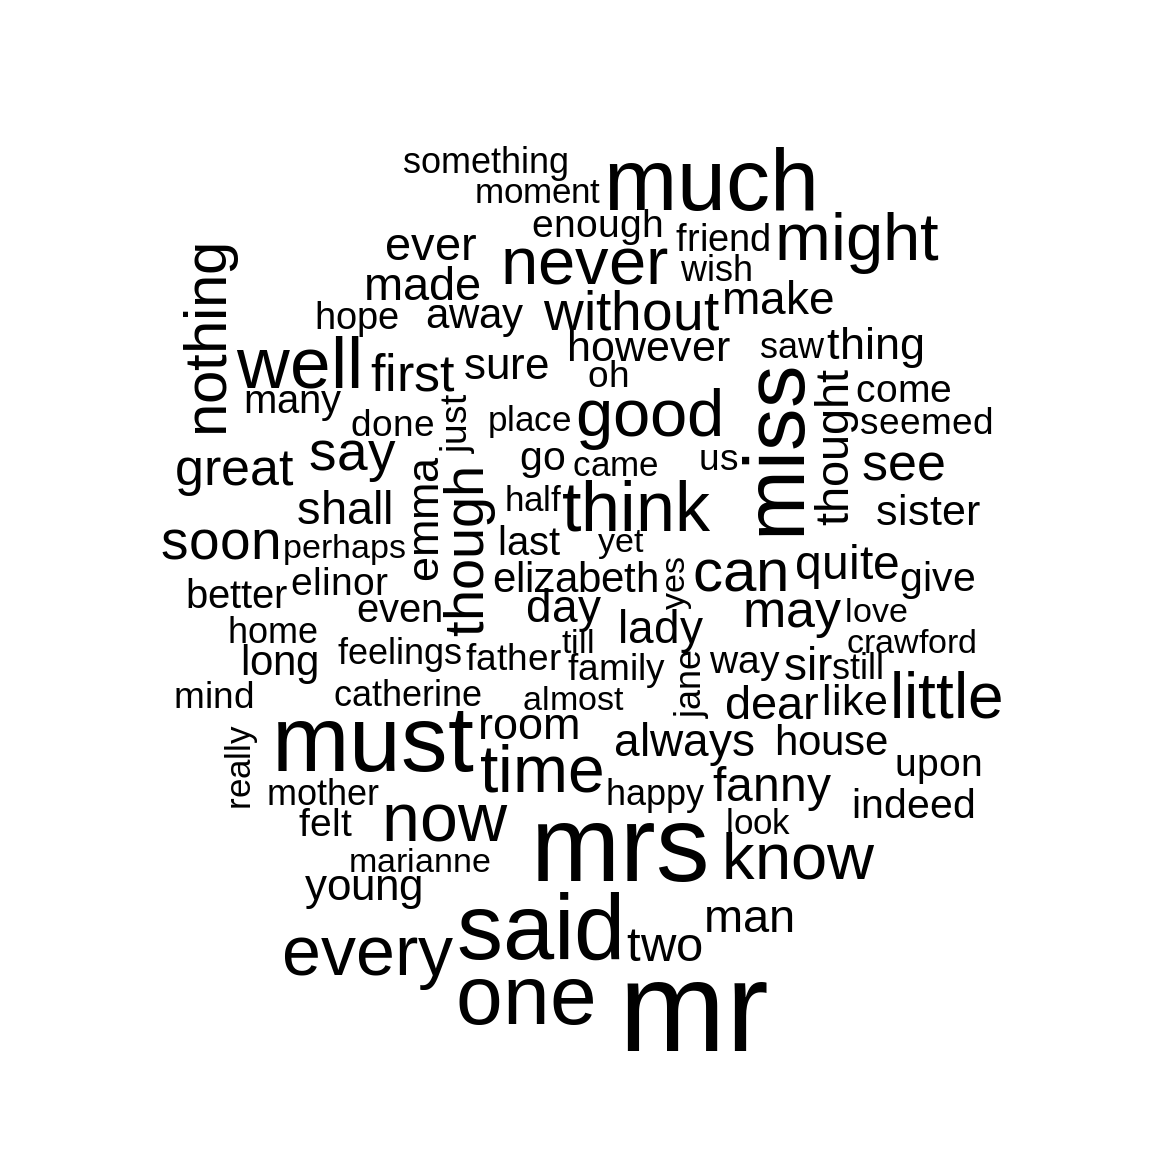 something
moment
much
enough
friend
might
ever
never
wish
nothing
made
without
make
hope
away
however
saw
thing
well
first
sure
oh
miss
thought
come
many
done
just
place
good
seemed
great
say
go
came
us
see
emma
though
shall
half
think
sister
soon
perhaps
last
yet
better
elinor
elizabeth
yes
can
quite
give
even
day
may
love
home
lady
crawford
long
feelings
father
till
family
jane
way
sir
still
mind
catherine
almost
dear
like
little
must
room
really
time
always
house
upon
mother
happy
fanny
indeed
felt
now
mrs
look
know
marianne
young
said
man
every
two
one
mr